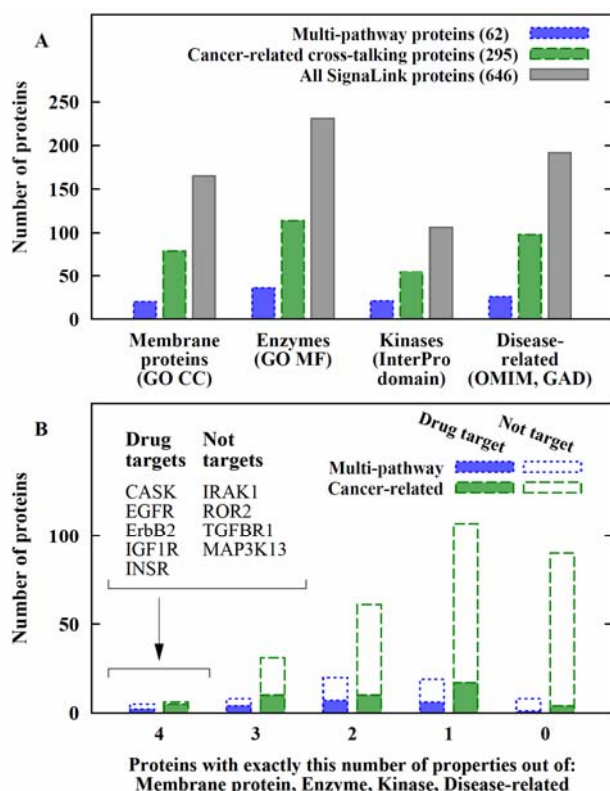 A
Multi-pathway proteins (62)
Cancer-related cross-talking proteins (295)
All SignaLink proteins (646)
Number of proteins
250
200
150
100
50
0
Membrane proteins (GO CC)
Enzymes (GO MF)
Kinases (InterPro domain)
Disease-related (OMIM, GAD)
B
Drug targets
Not targets
CASK IRAK1
EGFR ROR2
ErbB2 TGFBR1
IGF1R MAP3K13
INSR
Drug target
Not target
Multi-pathway
Cancer-related
Number of proteins
100
50
0
4 3 2 1 0
Proteins with exactly this number of properties out of:
Membrane protein, Enzyme, Kinase, Disease-related